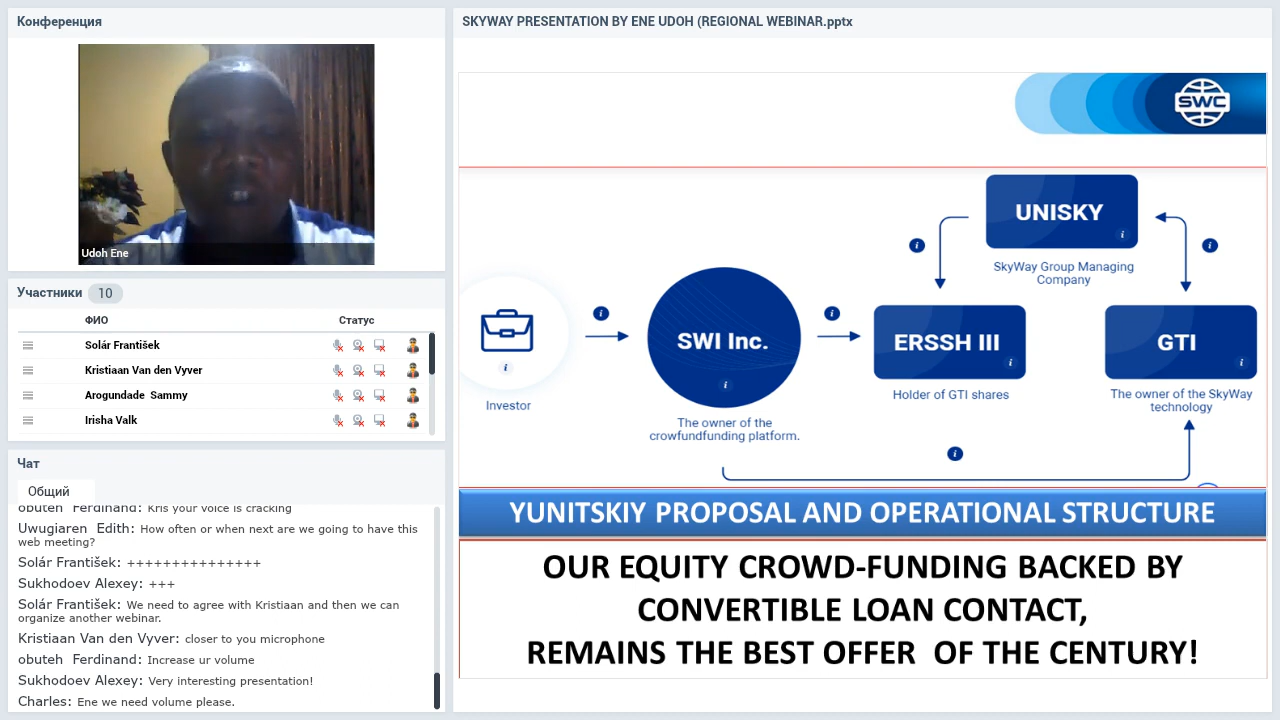 Конференция
Udoh Ene
Участники 10
ФИО Статус
Solár František
Kristiaan Van den Vyver
Arogundade Sammy
Irisha Valk
Чат
Общий
obuteh Ferdinand: Kris your voice is cracking
Uwugiaren Edith: How often or when next are we going to have this
web meeting?
Solár František: +++++++++++++++
Sukhodoev Alexey: +++
Solár František: We need to agree with Kristiaan and then we can
organize another webinar.
Kristiaan Van den Vyver: closer to you microphone
obuteh Ferdinand: Increase ur volume
Sukhodoev Alexey: Very interesting presentation!
Charles: Ene we need volume please.
SKYWAY PRESENTATION BY ENE UDOH (REGIONAL WEBINAR.pptx
SWC
UNISKY
SkyWay Group Managing
Company
Investor
SWI Inc.
The owner of the
crowfundfunding platform.
ERSSH III
Holder of GTI shares
GTI
The owner of the SkyWay
technology
YUNITSKIY PROPOSAL AND OPERATIONAL STRUCTURE
OUR EQUITY CROWD-FUNDING BACKED BY
CONVERTIBLE LOAN CONTACT,
REMAINS THE BEST OFFER OF THE CENTURY!